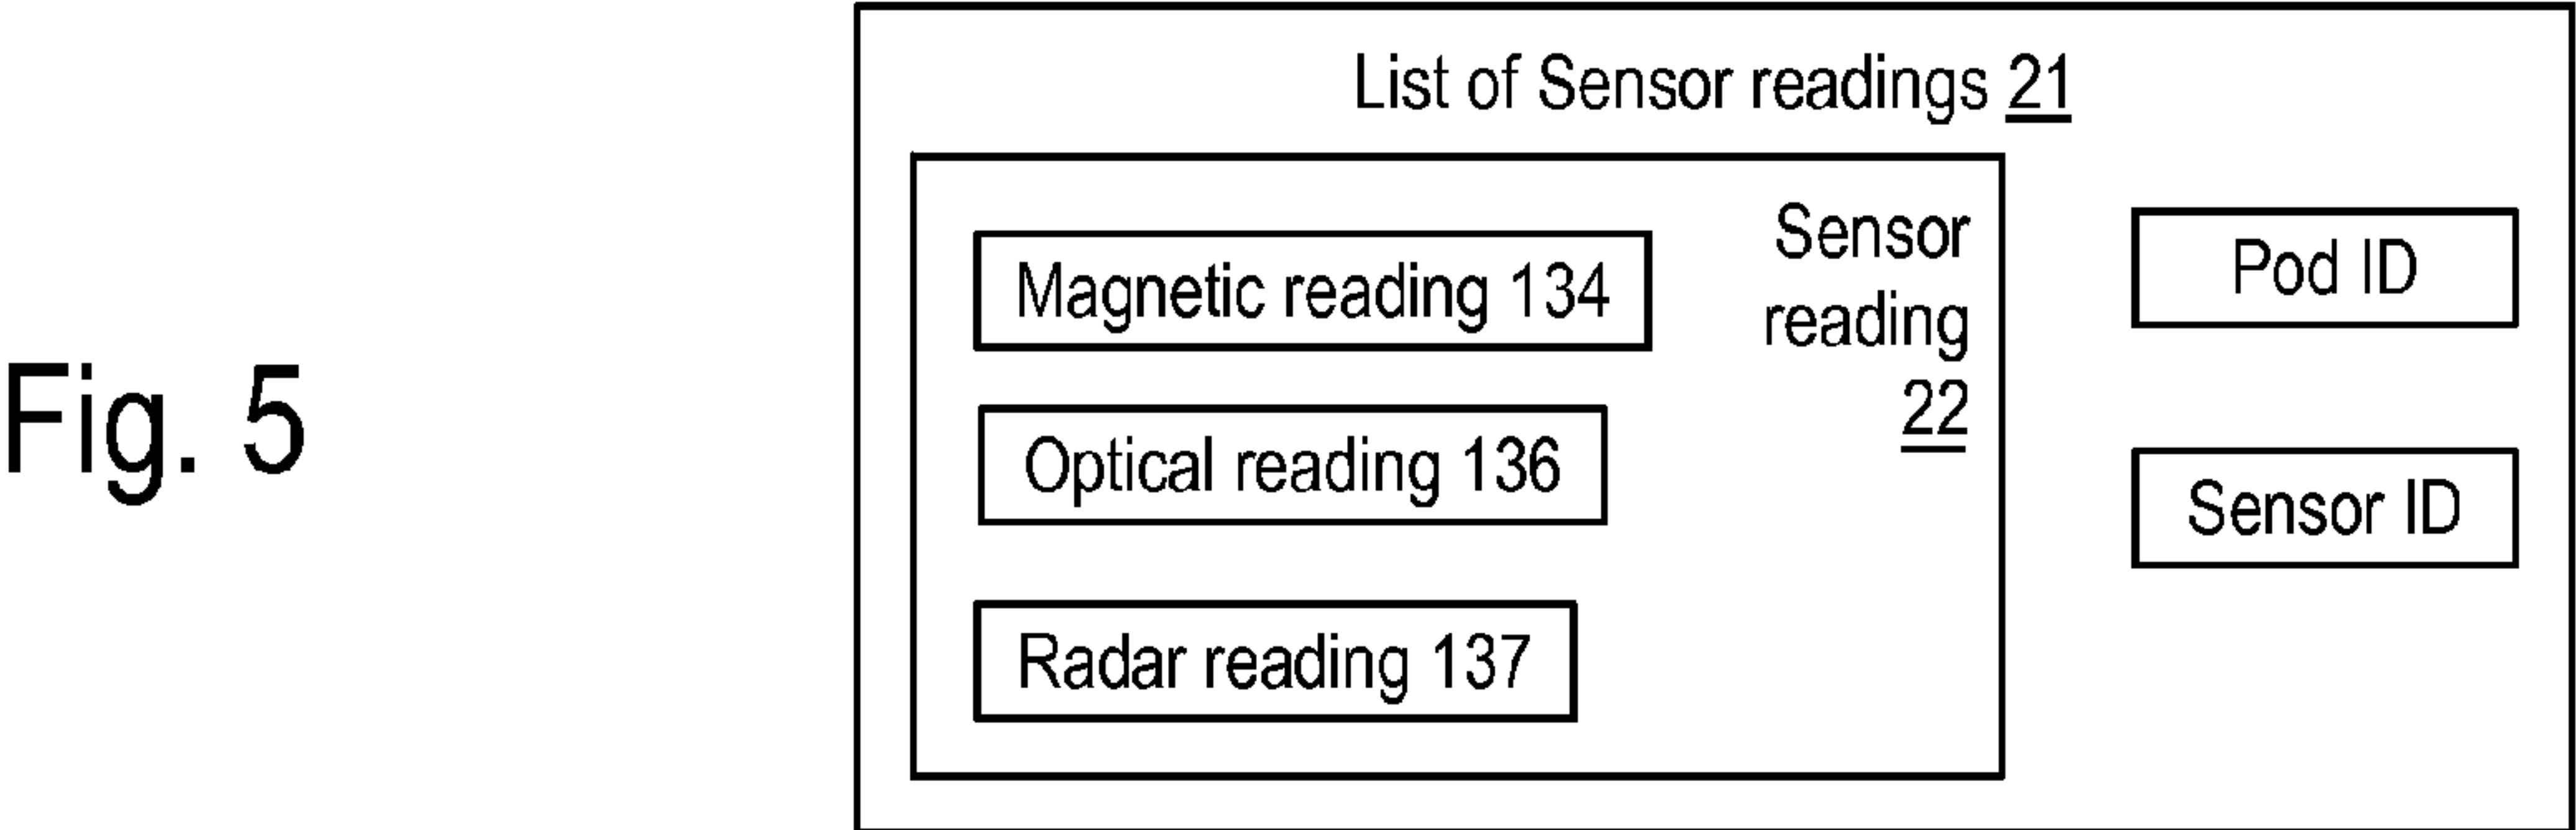 Fig. 5
List of Sensor readings 21
Sensor
reading
22
Magnetic reading 134
Optical reading 136
Radar reading 137
Pod ID
Sensor ID